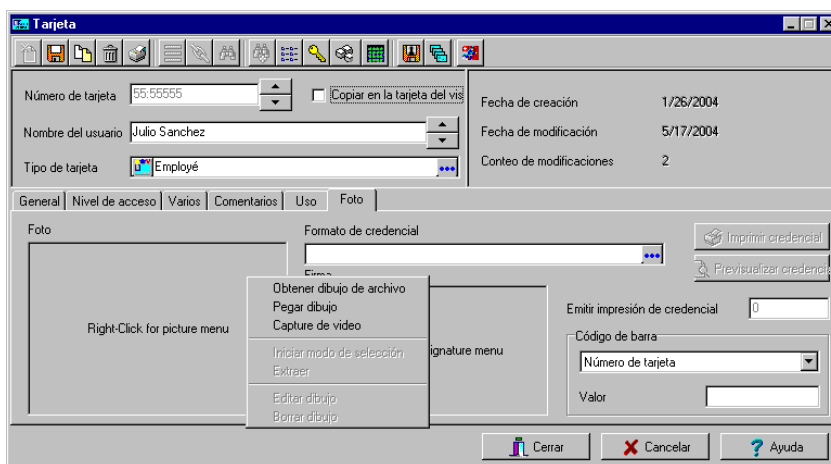 Tarjeta
Número de tarjeta 55:55555 Copiar en la tarjeta del vis
Nombre del usuario Julio Sanchez
Tipo de tarjeta Employé
Fecha de creación 1/26/2004
Fecha de modificación 5/17/2004
Conteo de modificaciones 2
General Nivel de acceso Varios Comentarios Uso Foto
Foto
Right-Click for picture menu
Formato de credencial
Firma
ignature menu
Obtener dibujo de archivo
Pegar dibujo
Capture de video
Iniciar modo de selección
Extraer
Editar dibujo
Borrar dibujo
Imprimir credencial
Previsualizar credencia
Emitir impresión de credencial 0
Código de barra
Número de tarjeta
Valor
Cerrar Cancelar Ayuda